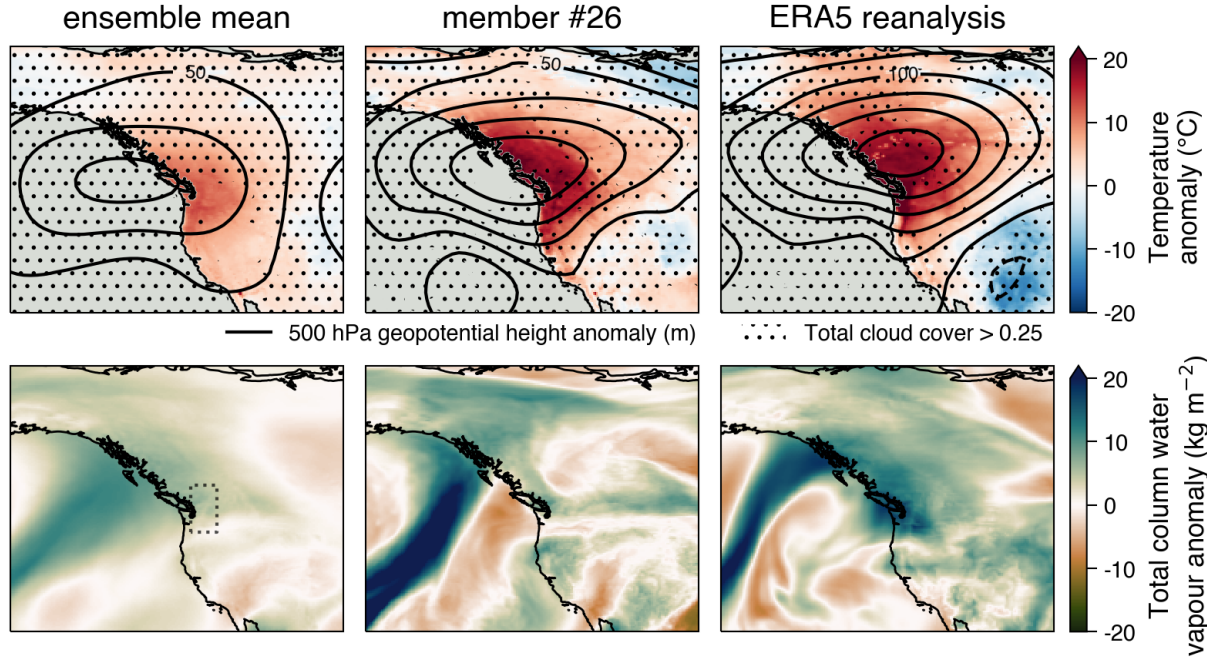 ensemble mean
member #26
ERA5 reanalysis
50
50
100
20
10
0
-10
-20
Temperature
anomaly (°C)
500 hPa geopotential height anomaly (m)
Total cloud cover > 0.25
20
10
0
-10
-20
Total column water
vapour anomaly (kg m⁻²)